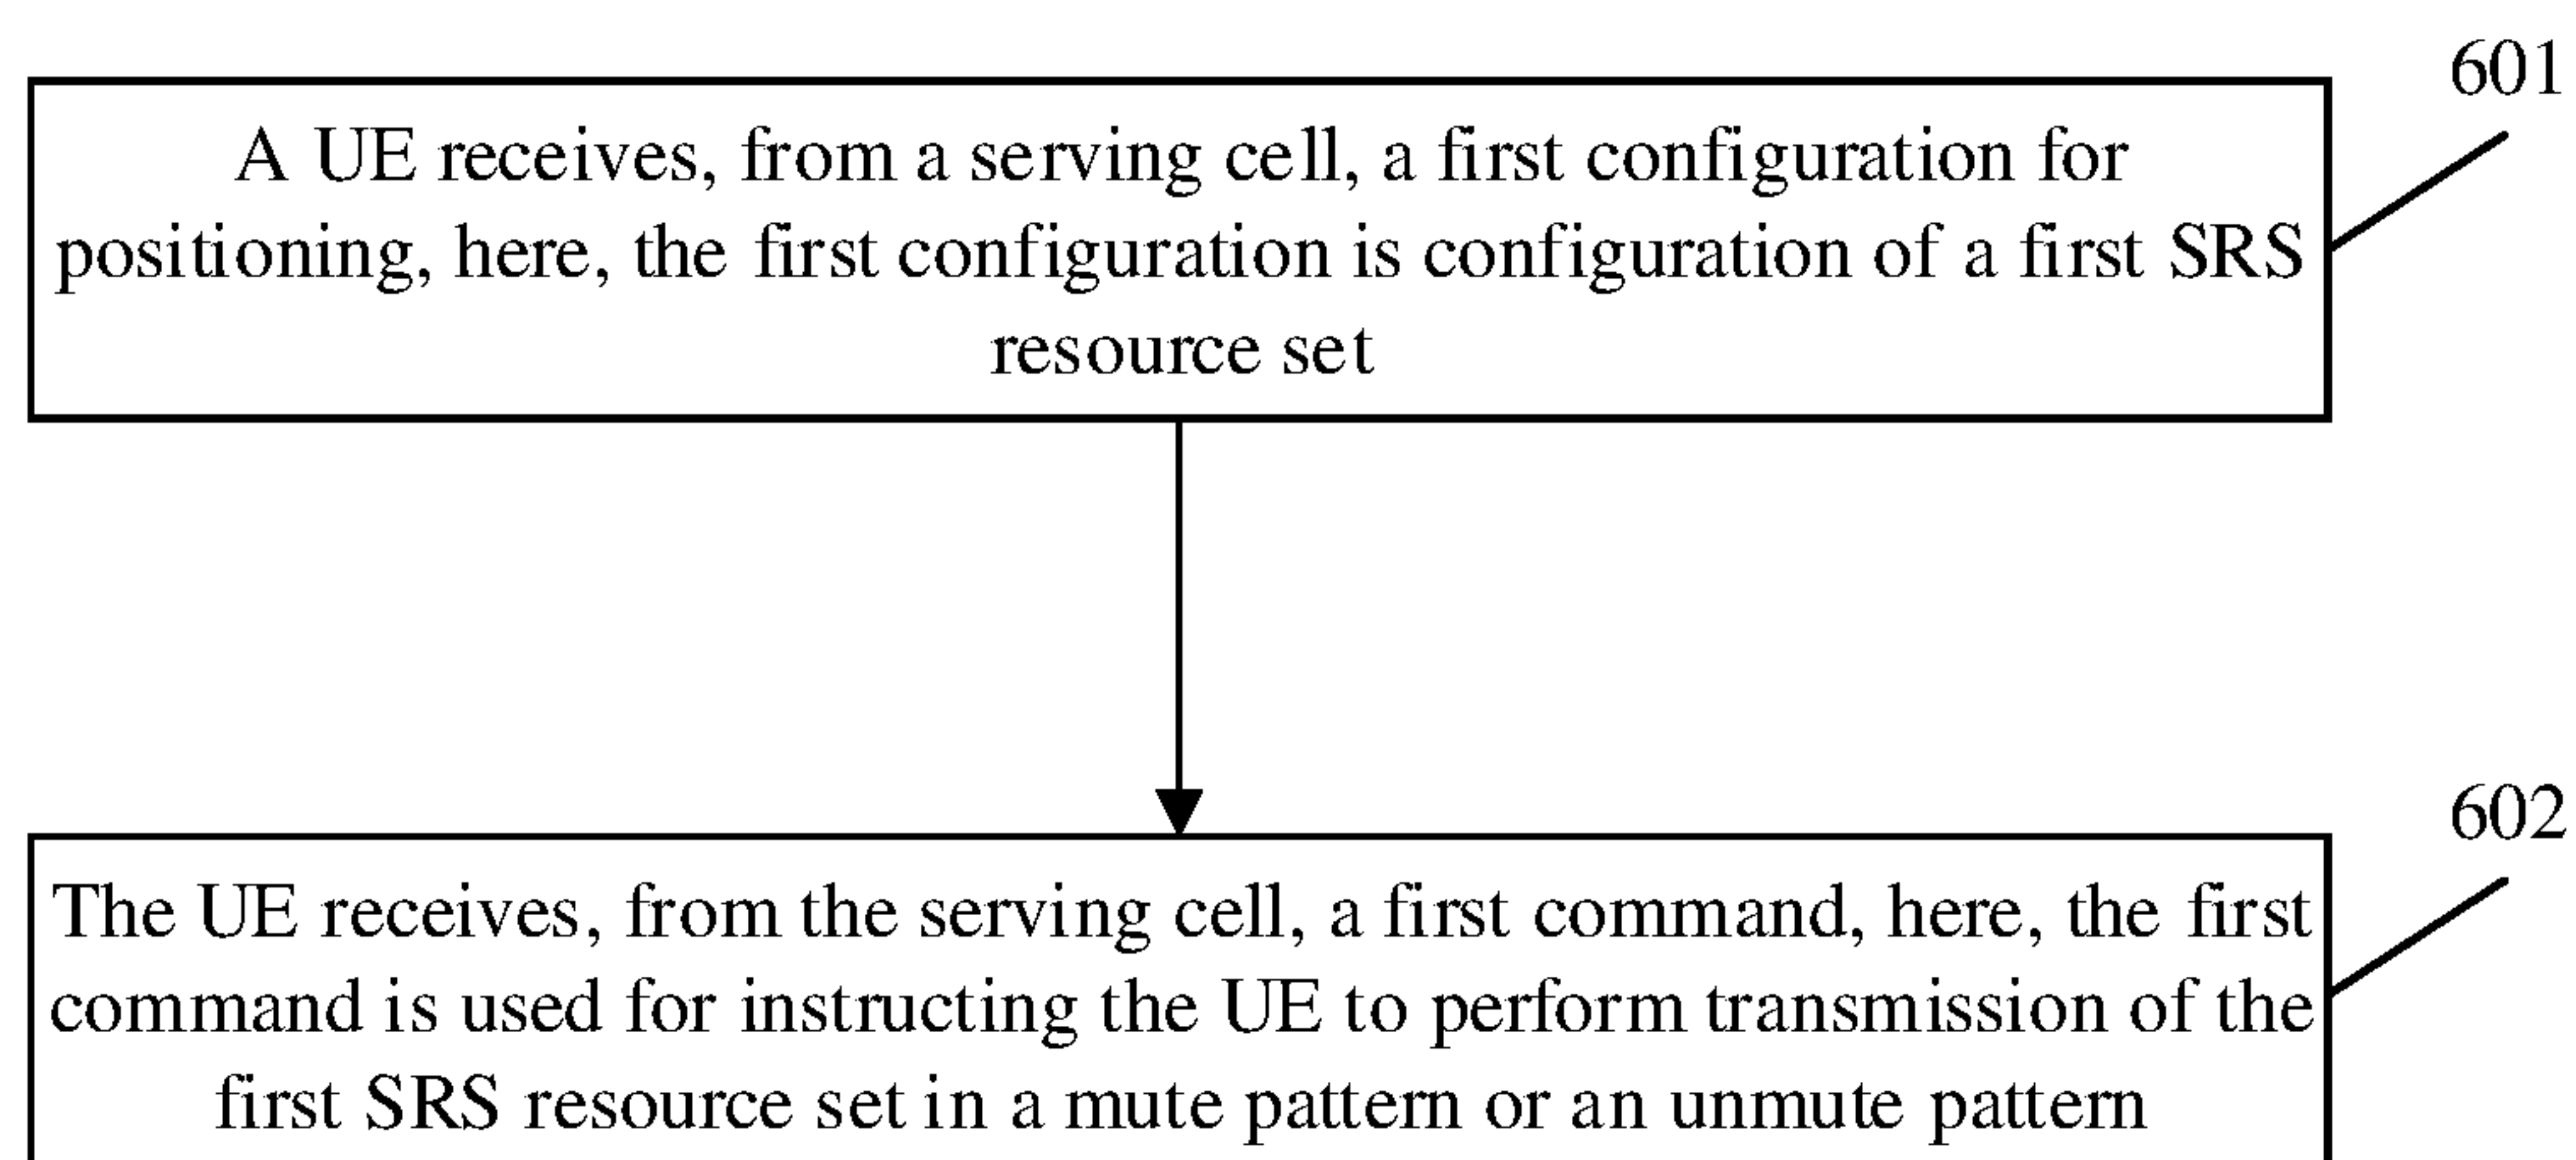 601
A UE receives, from a serving cell, a first configuration for
positioning, here, the first configuration is configuration of a first SRS
resource set
602
The UE receives, from the serving cell, a first command, here, the first
command is used for instructing the UE to perform transmission of the
first SRS resource set in a mute pattern or an unmute pattern